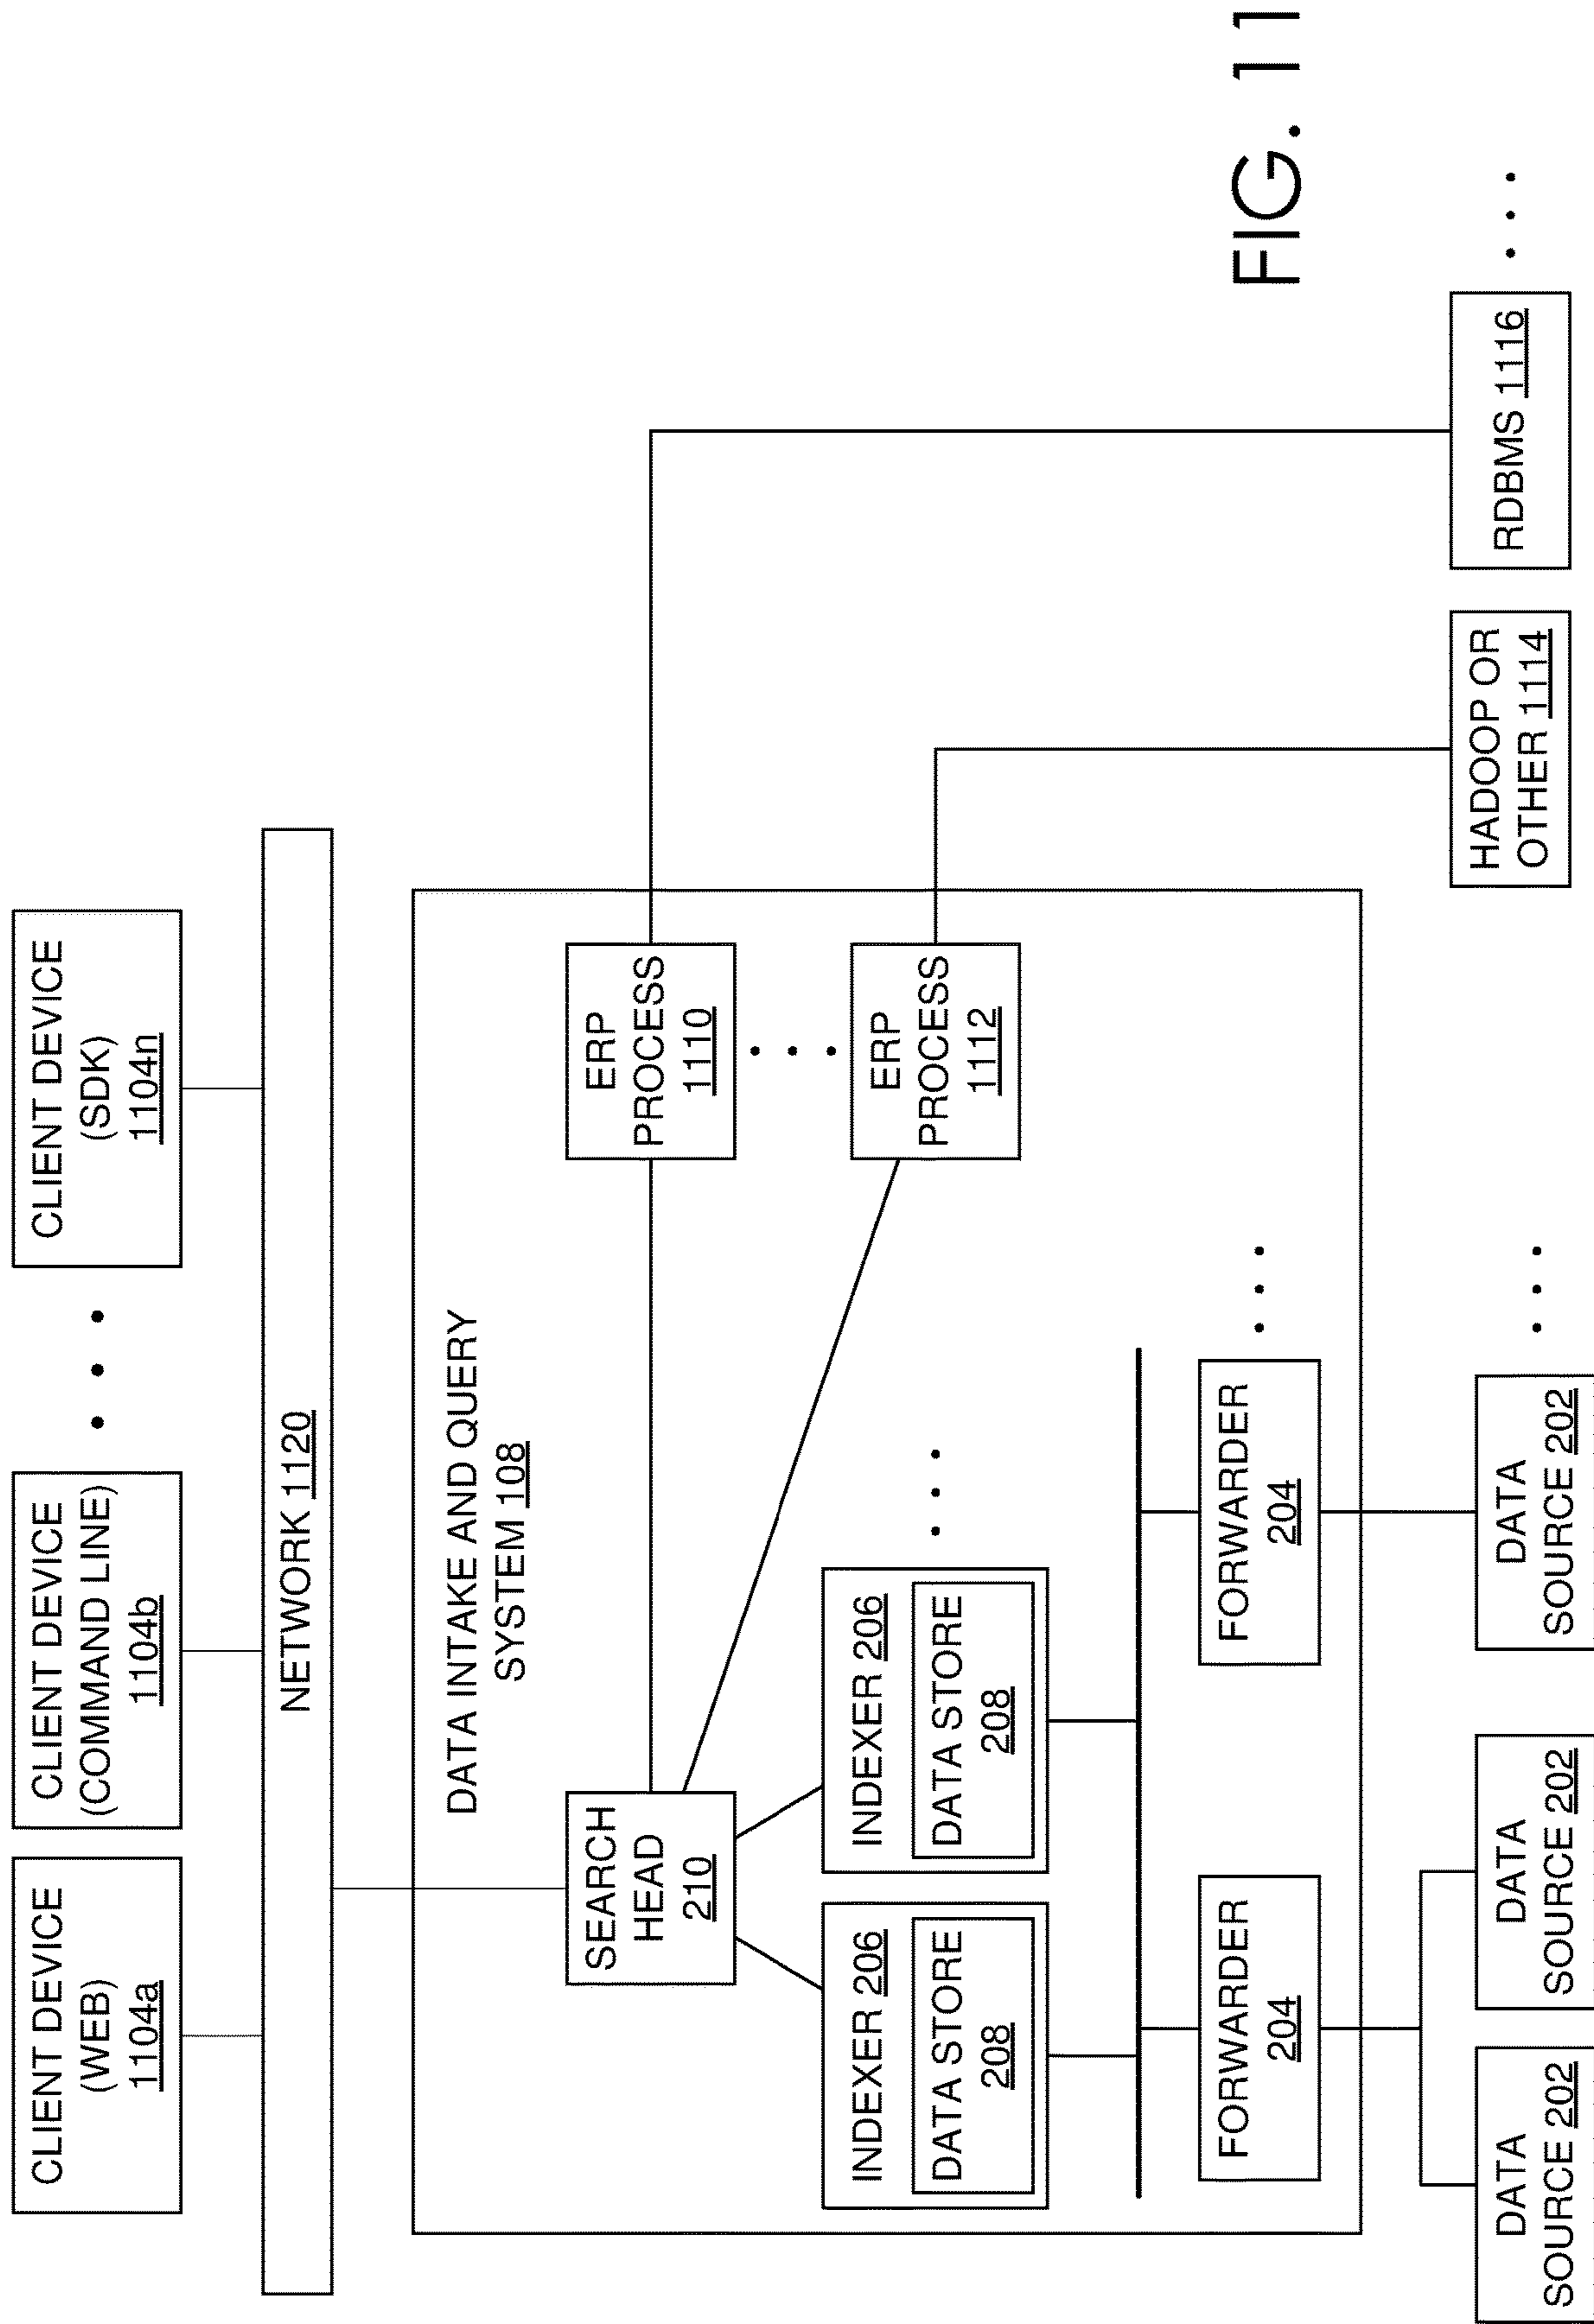 CLIENT DEVICE
(WEB)
1104a
CLIENT DEVICE
(COMMAND LINE)
1104b
CLIENT DEVICE
(SDK)
1104n
NETWORK 1120
DATA INTAKE AND QUERY
SYSTEM 108
SEARCH
HEAD
210
ERP
PROCESS
1110
INDEXER 206
DATA STORE
208
INDEXER 206
DATA STORE
208
ERP
PROCESS
1112
FORWARDER
204
FORWARDER
204
DATA
SOURCE 202
DATA
SOURCE 202
DATA
SOURCE 202
HADOOP OR
OTHER 1114
RDBMS 1116
FIG. 11